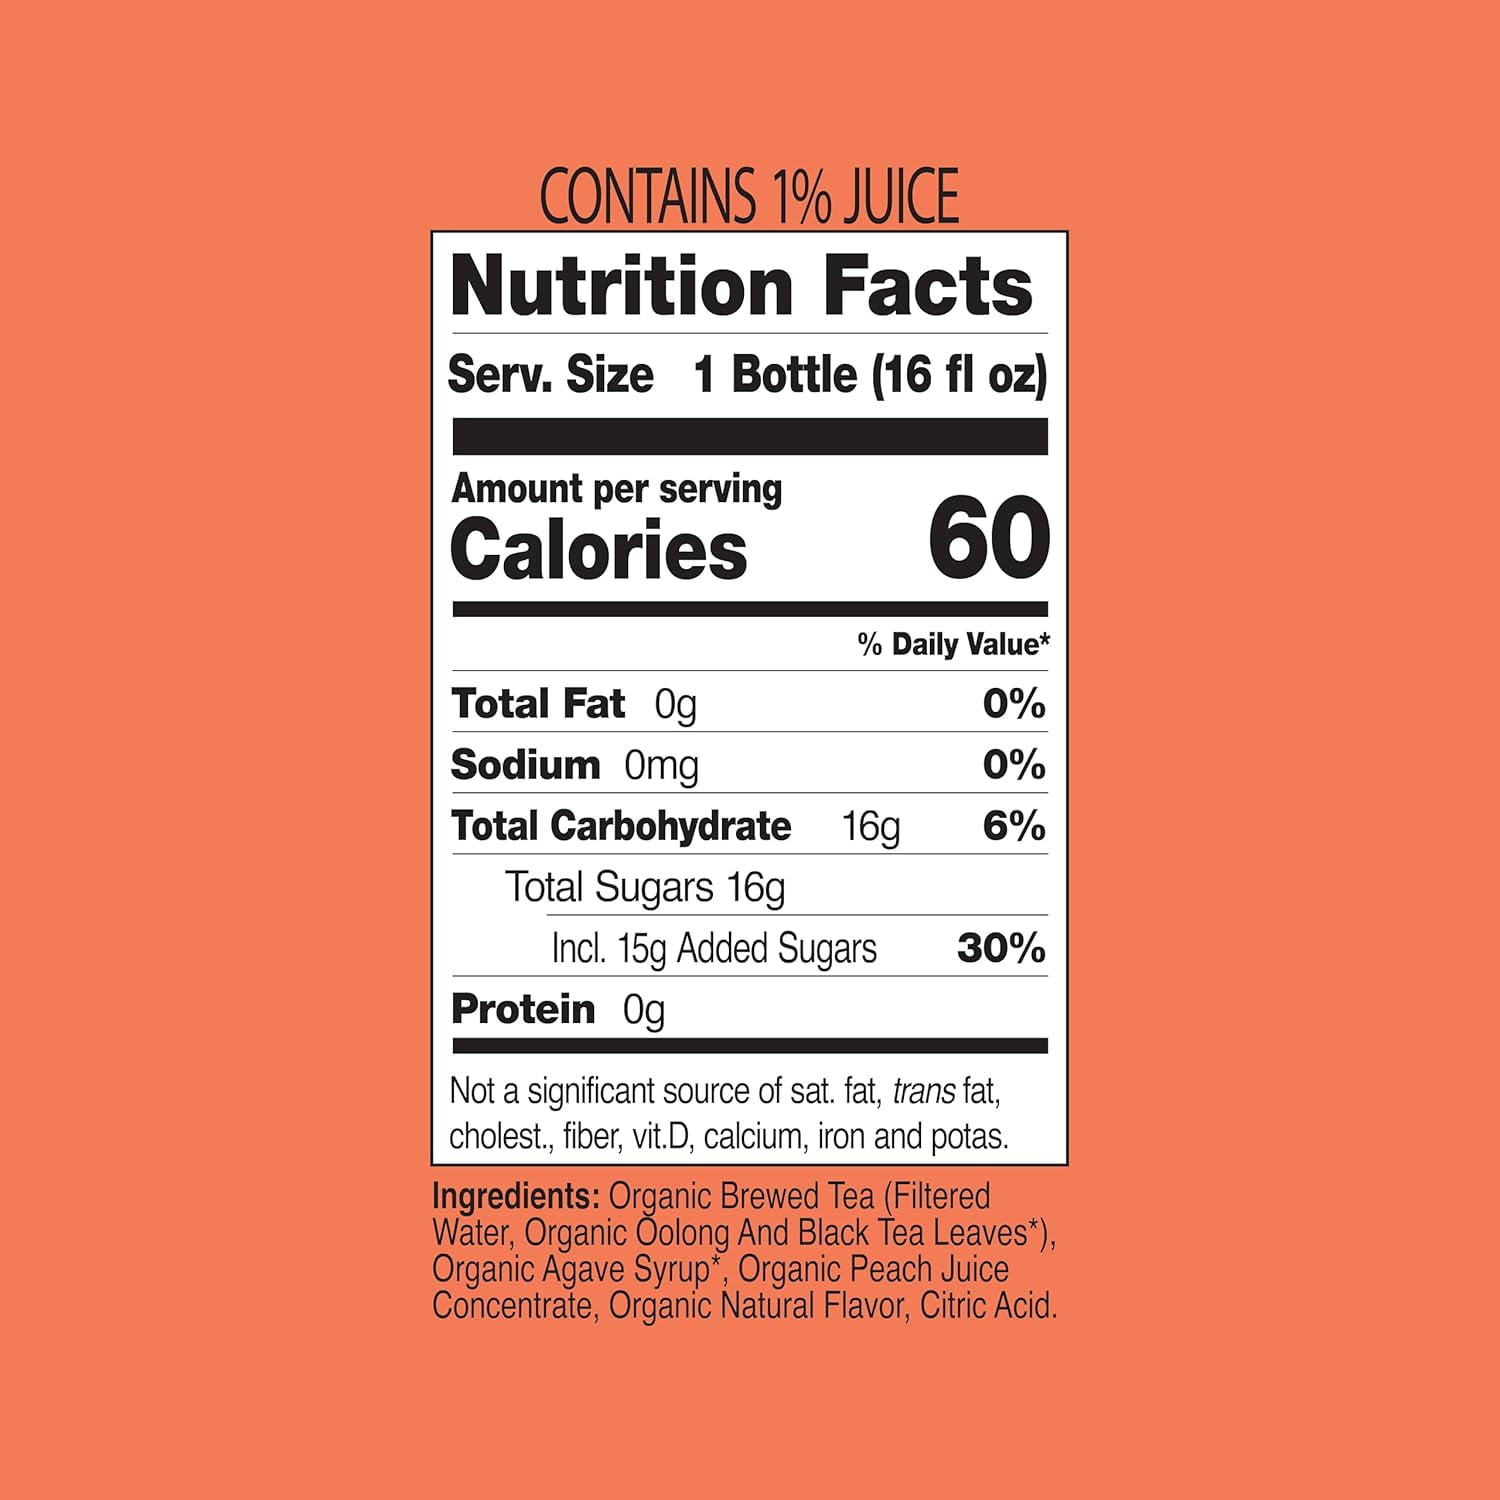 CONTAINS 1% JUICE
Nutrition Facts
Serv. Size 1 Bottle (16 fl oz)
Amount per serving
Calories 60
% Daily Value*
Total Fat 0g 0%
Sodium 0mg 0%
Total Carbohydrate 16g 6%
Total Sugars 16g
Incl. 15g Added Sugars 30%
Protein 0g
Not a significant source of sat. fat, trans fat,
cholest., fiber, vit.D, calcium, iron and potas.
Ingredients: Organic Brewed Tea (Filtered
Water, Organic Oolong And Black Tea Leaves*),
Organic Agave Syrup*, Organic Peach Juice
Concentrate, Organic Natural Flavor, Citric Acid.